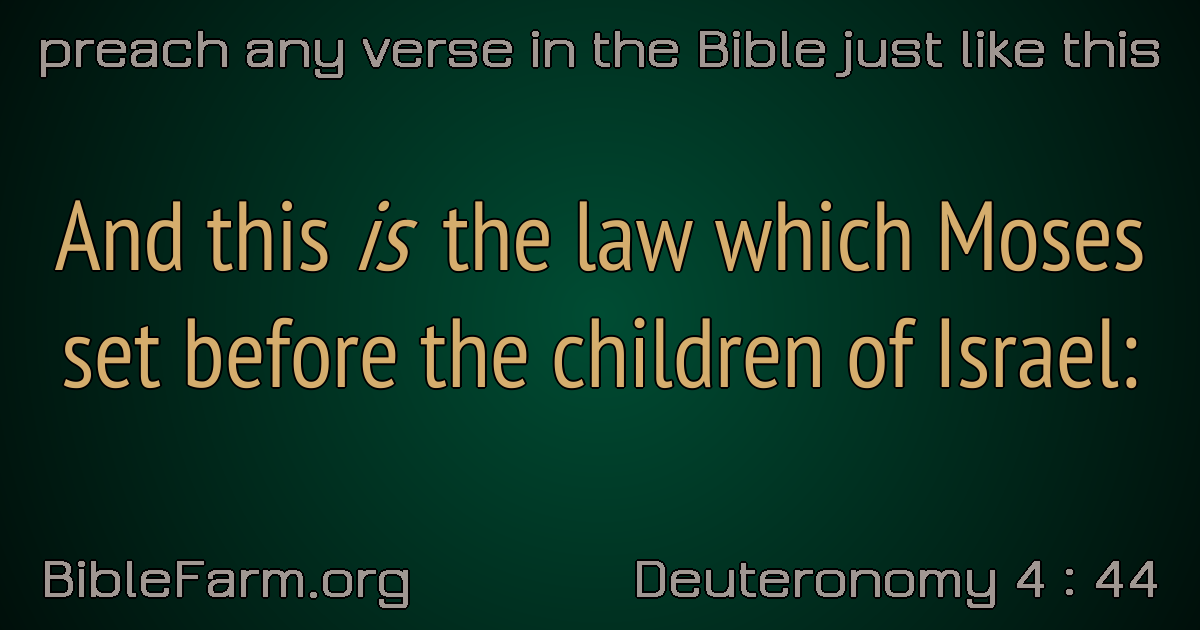 preach any verse in the Bible just like this
And this is the law which Moses
set before the children of Israel:
BibleFarm.org
Deuteronomy 4 : 44